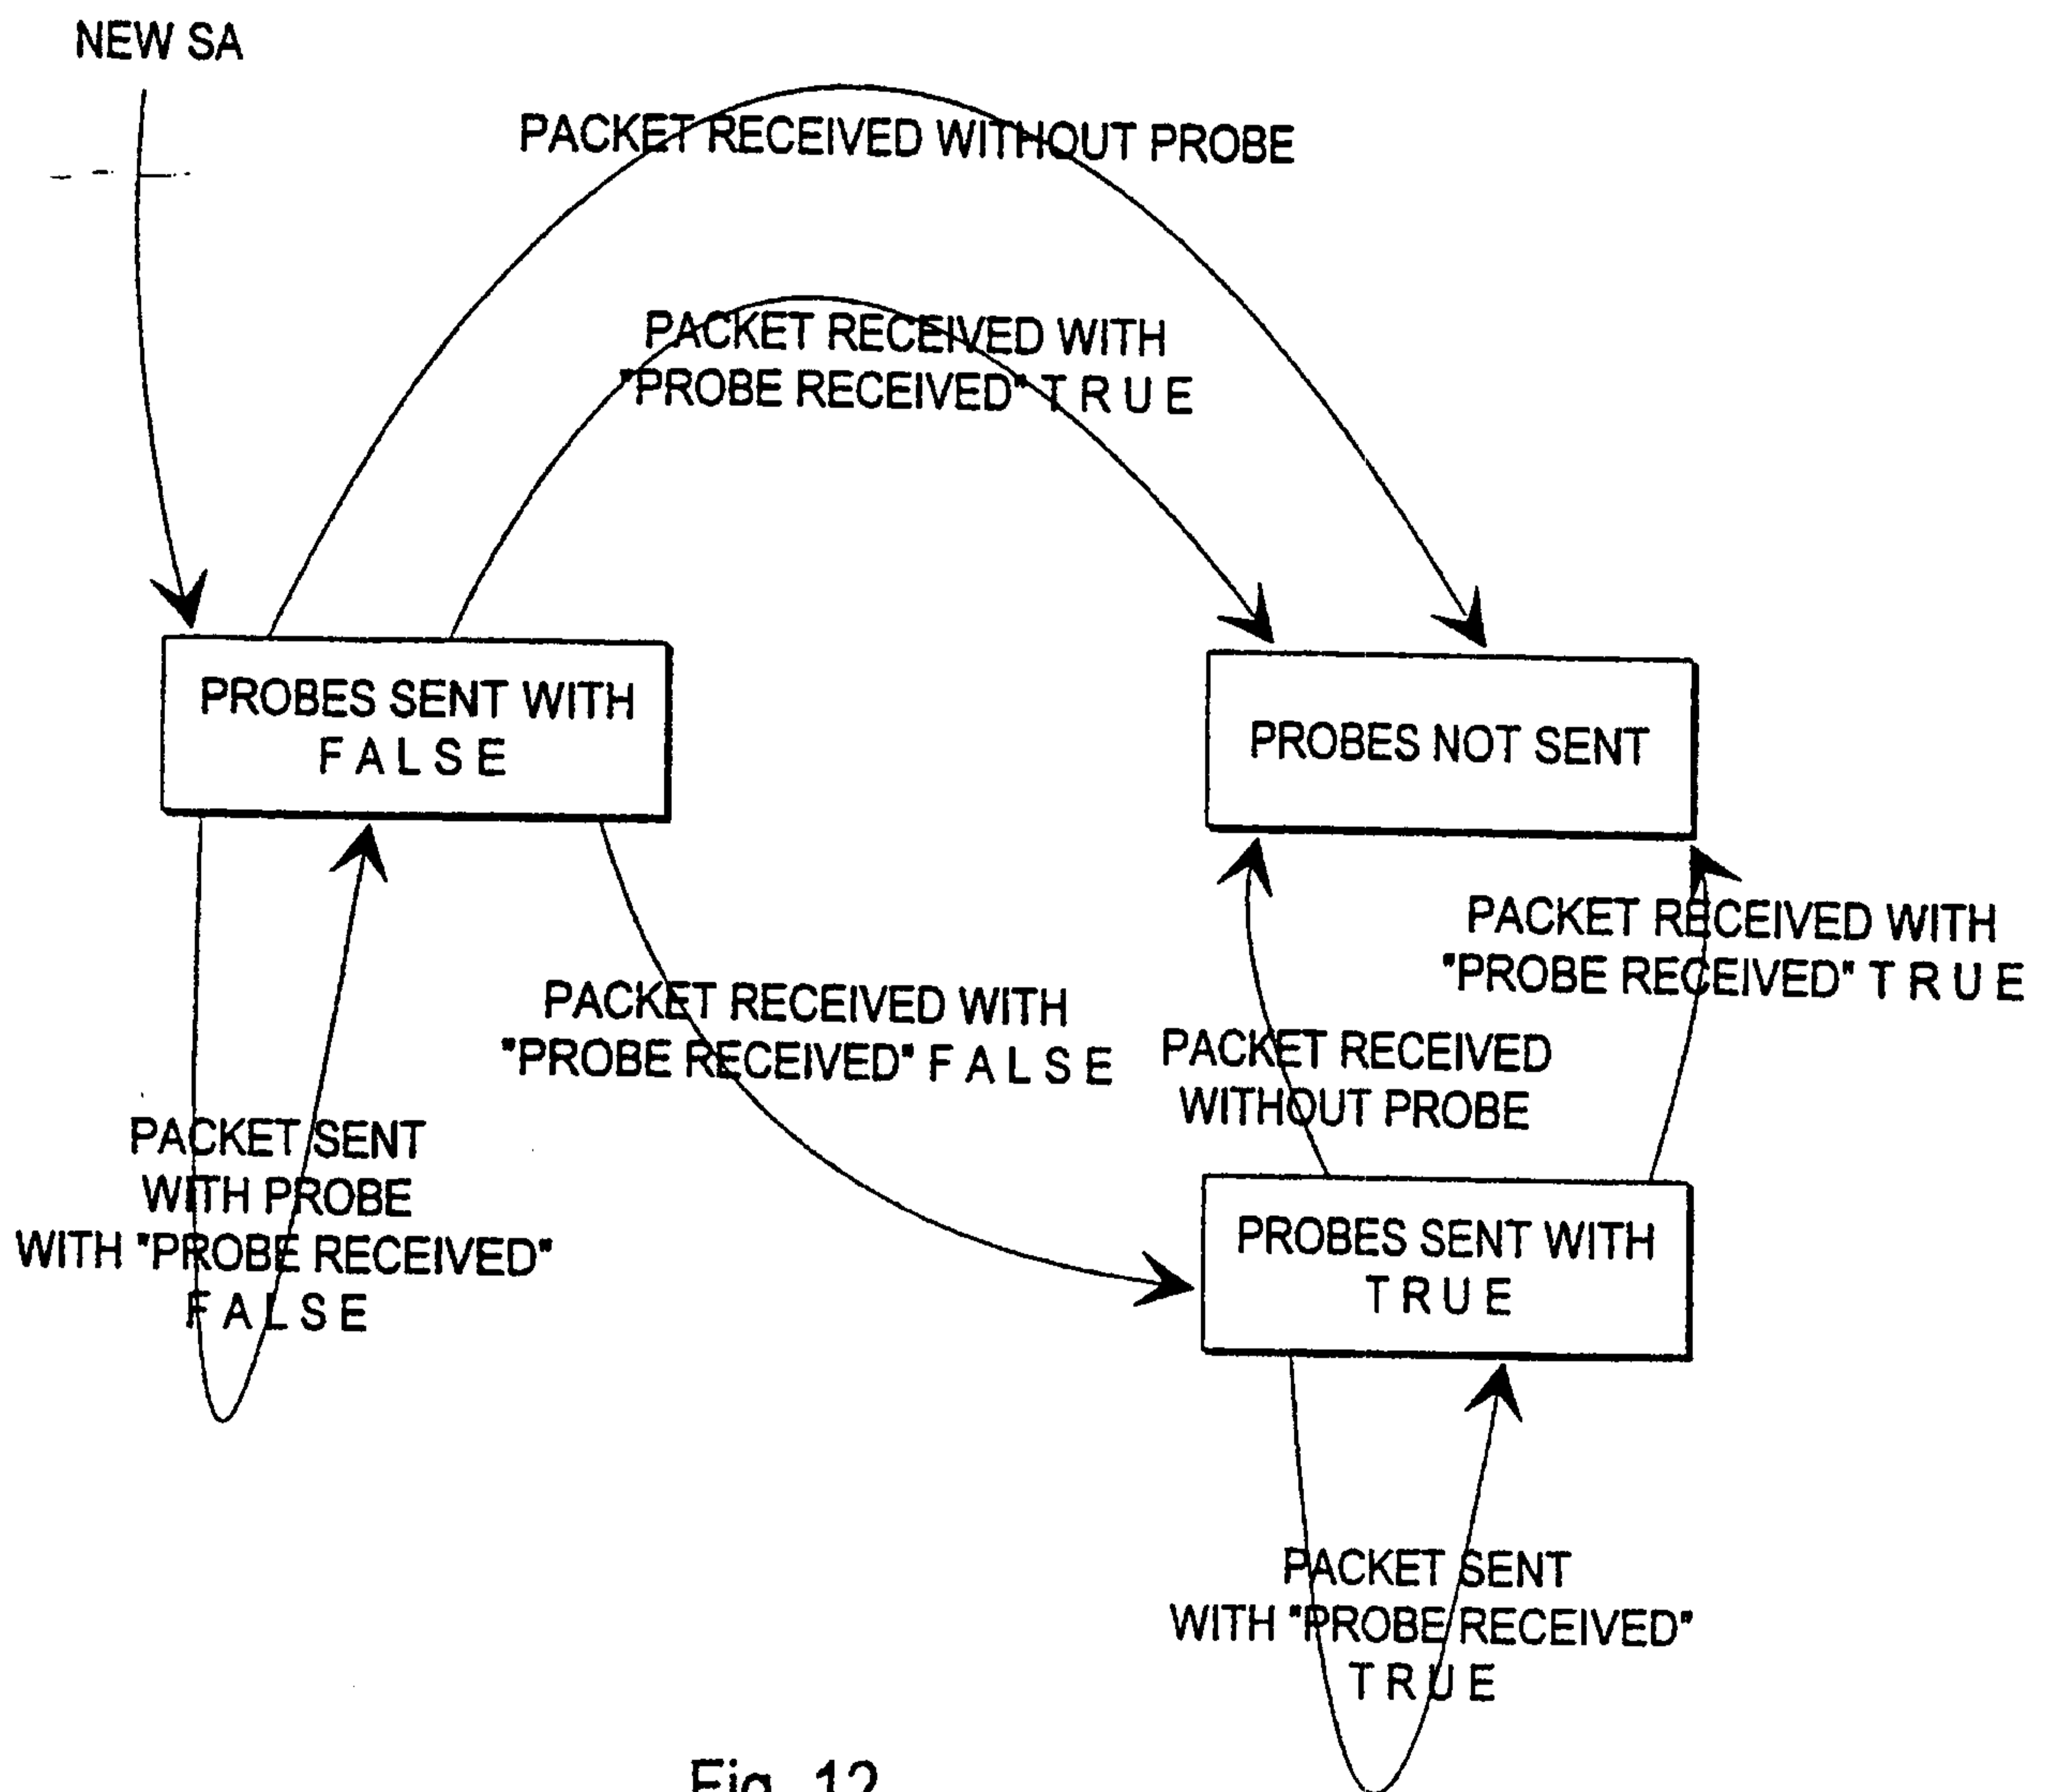 NEW SA
PACKET RECEIVED WITHOUT PROBE
PACKET RECEIVED WITH
"PROBE RECEIVED" T R U E
PROBES SENT WITH
F A L S E
PROBES NOT SENT
PACKET RECEIVED WITH
"PROBE RECEIVED" T R U E
PACKET RECEIVED WITH
"PROBE RECEIVED" F A L S E
PACKET RECEIVED
WITHOUT PROBE
PACKET SENT
WITH PROBE
WITH "PROBE RECEIVED"
F A L S E
PROBES SENT WITH
T R U E
PACKET SENT
WITH "PROBE RECEIVED"
T R U E
Fig. 12